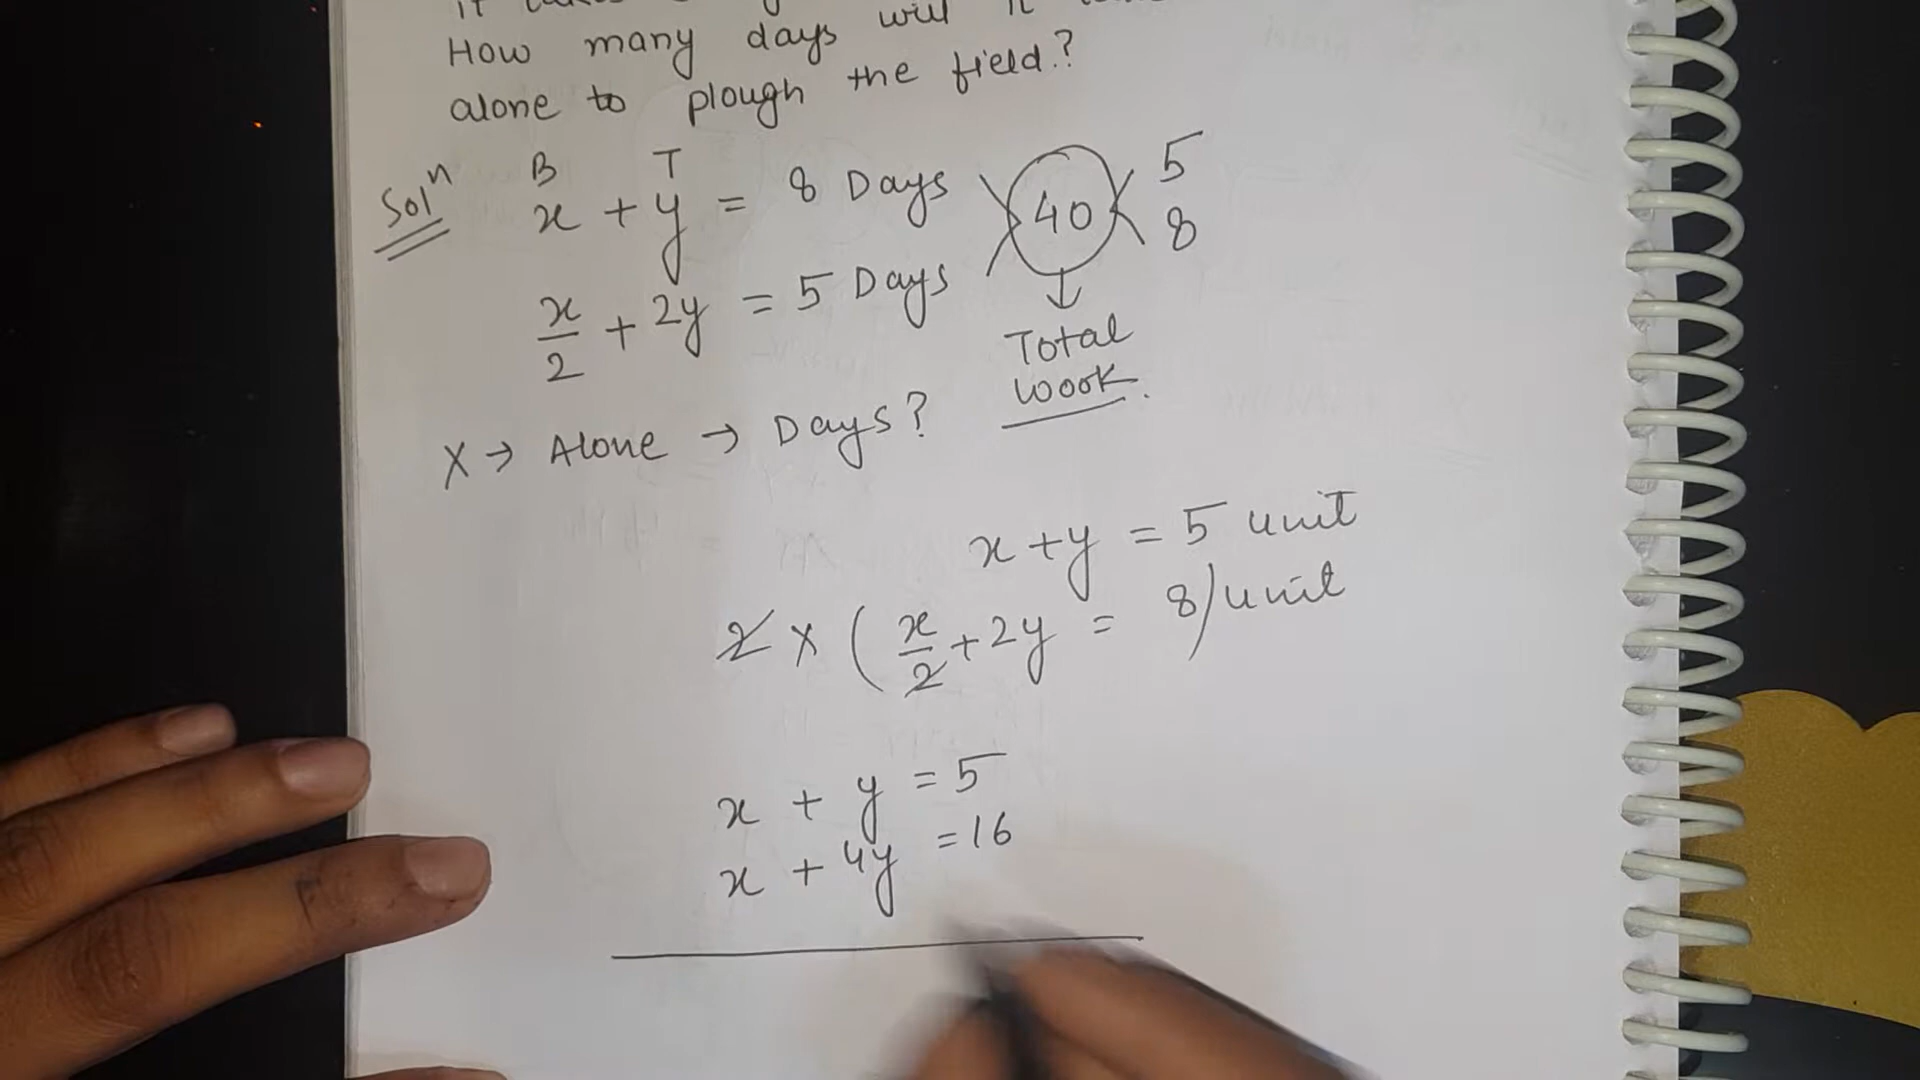 How many days will it
alone to plough the field?
Solⁿ
B T
x + y = 8 Days
40
5
8
x/2 + 2y = 5 Days
Total
Work.
X → Alone → Days?
x + y = 5 unit
2 X ( x/2 + 2y = 8 ) unit
x + y = 5
x + 4y = 16